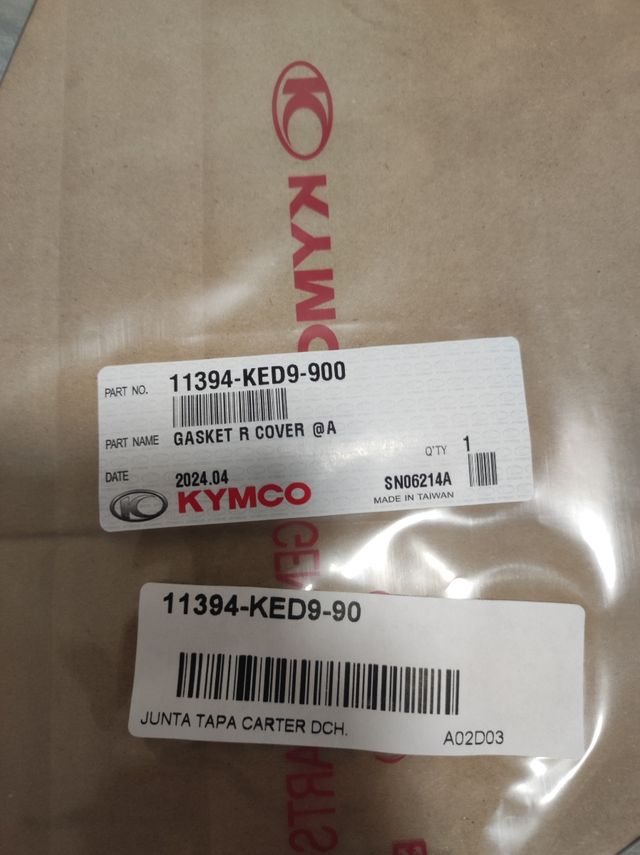 KYMCO
PART NO. 11394-KED9-900
PART NAME GASKET R COVER @A
Q'TY 1
DATE 2024.04
SN06214A
KYMCO
MADE IN TAIWAN
11394-KED9-90
JUNTA TAPA CARTER DCH.
A02D03